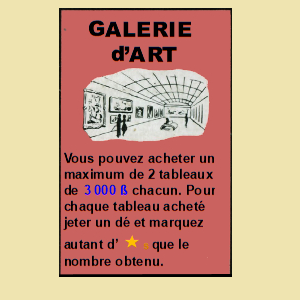 GALERIE
d'ART
Vous pouvez acheter un
maximum de 2 tableaux
de 3 000 ß chacun. Pour
chaque tableau acheté
jeter un dé et marquez
autant d' ★ s que le
nombre obtenu.